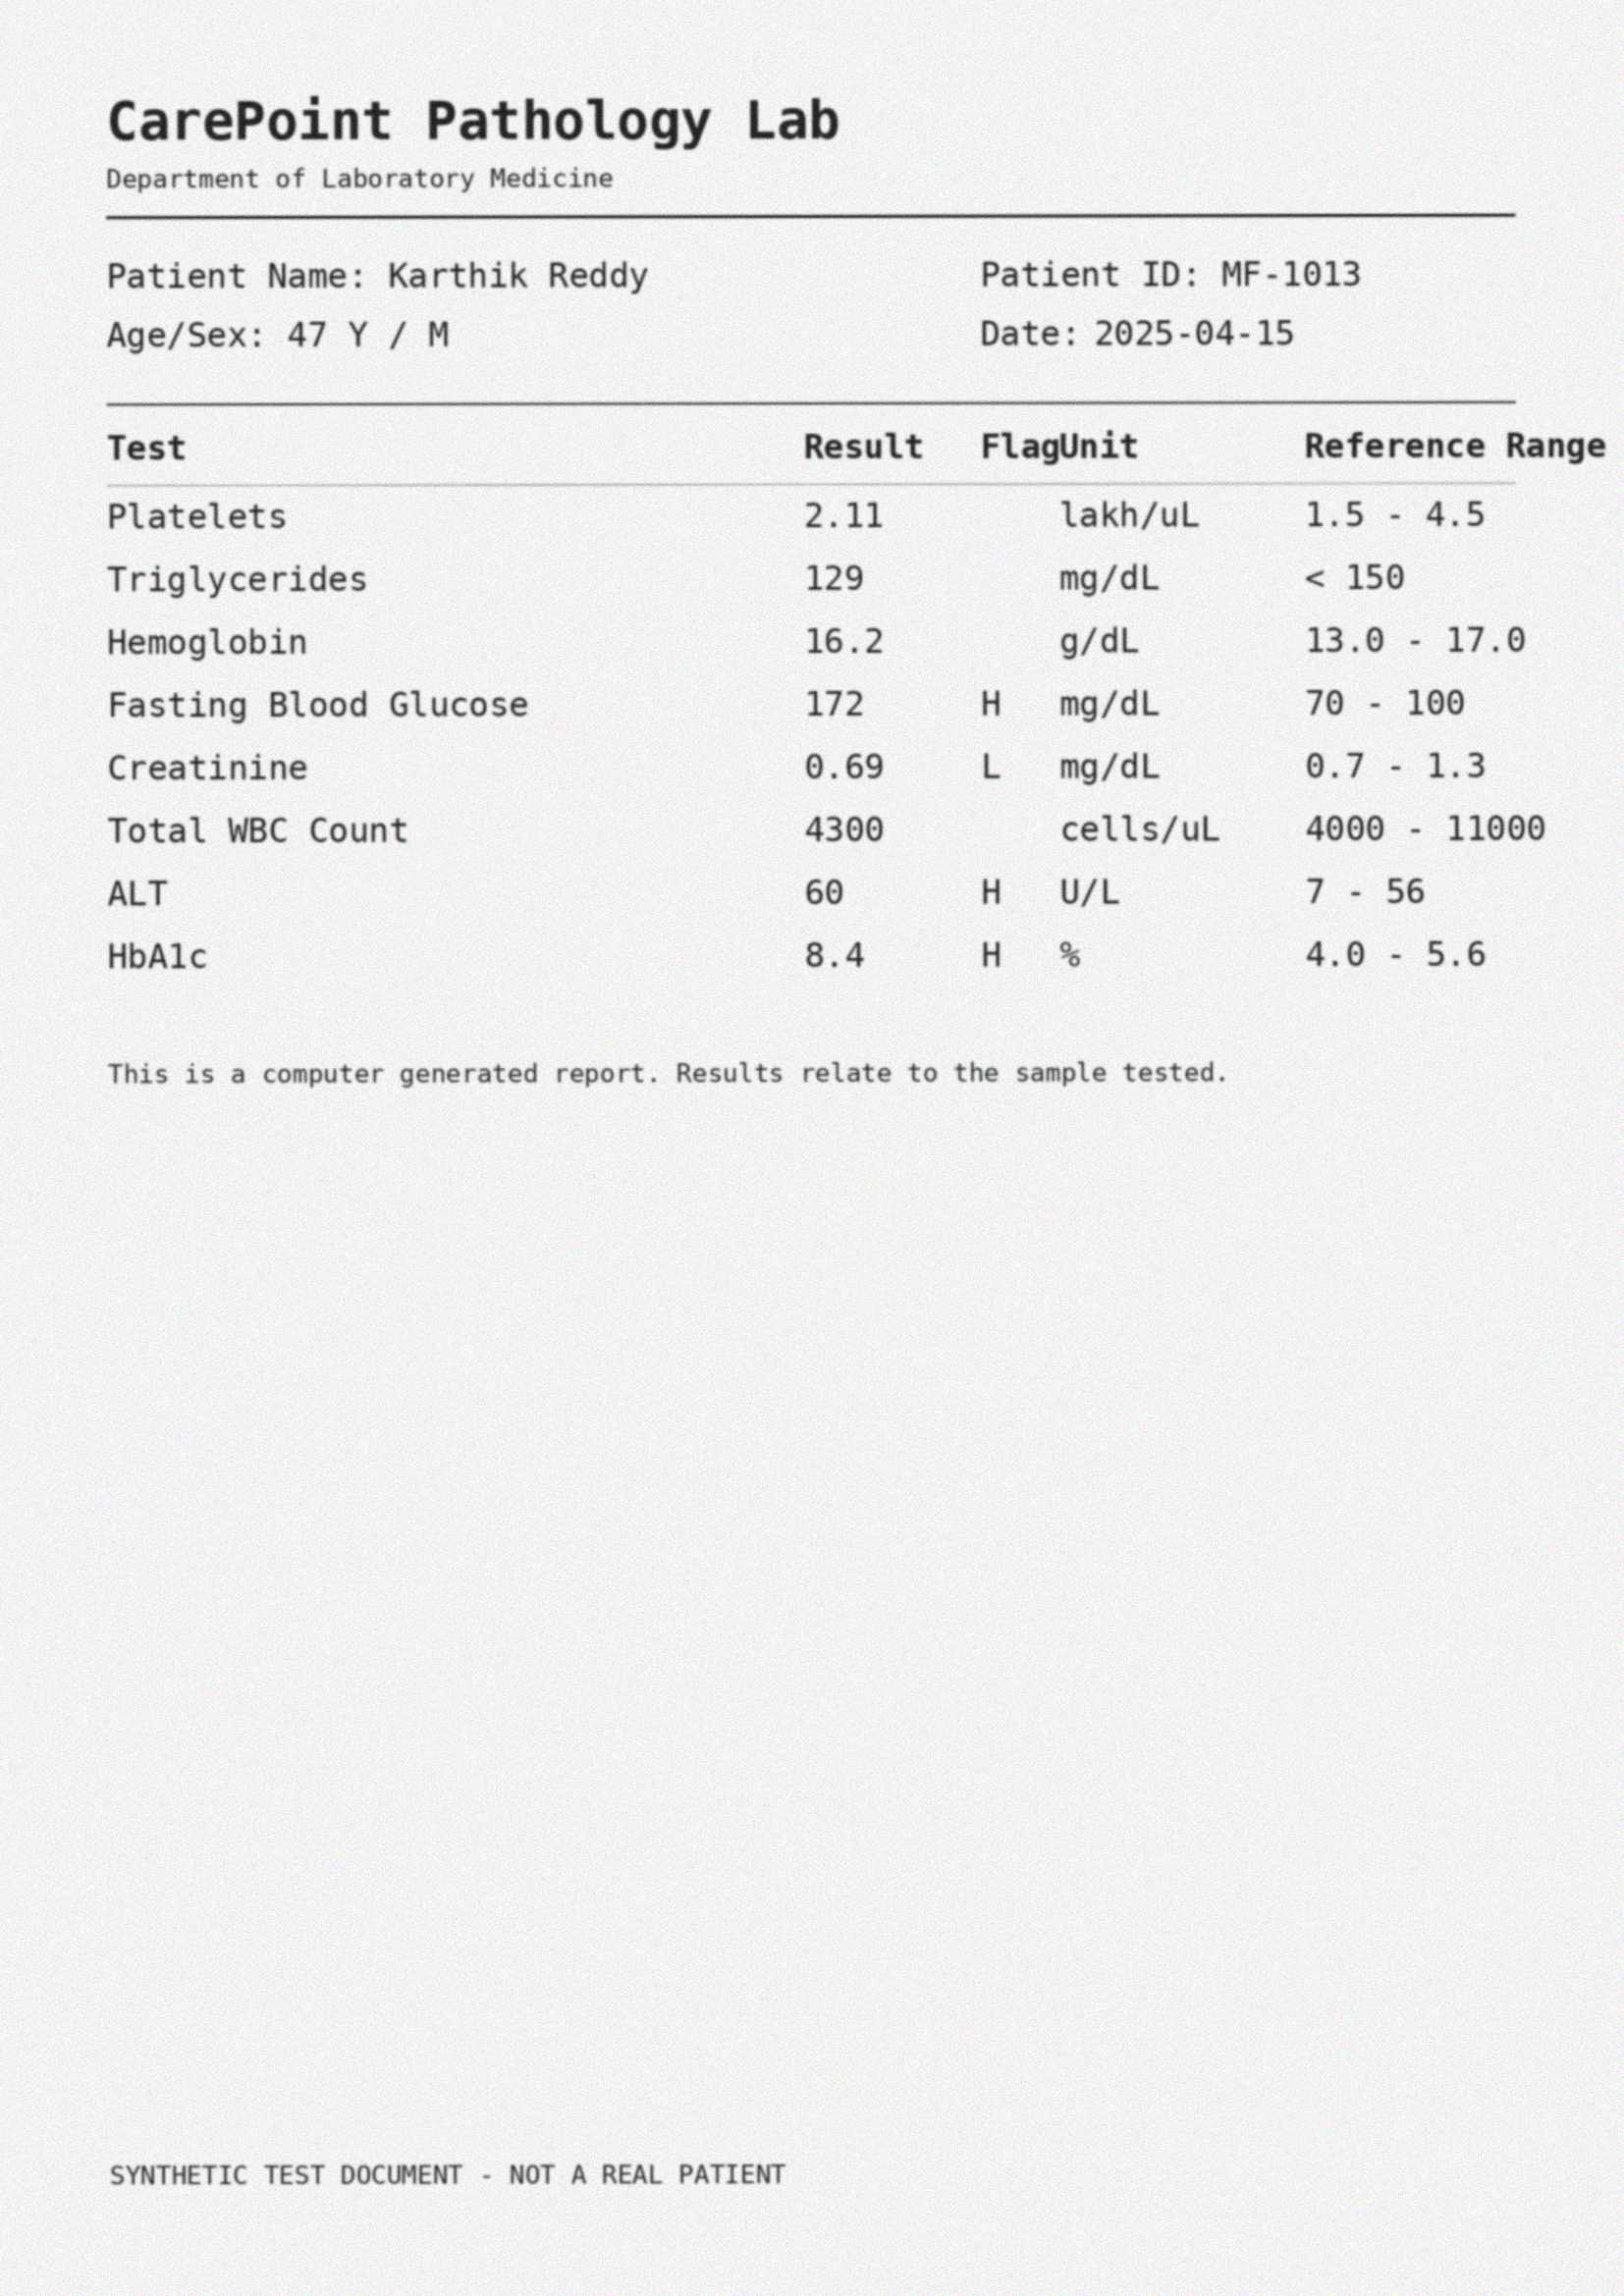 CarePoint Pathology Lab
Department of Laboratory Medicine
Patient Name: Karthik Reddy Patient ID: MF-1013
Age/Sex: 47 Y / M Date: 2025-04-15
Test Result Flag Unit Reference Range
Platelets 2.11 lakh/uL 1.5 - 4.5
Triglycerides 129 mg/dL < 150
Hemoglobin 16.2 g/dL 13.0 - 17.0
Fasting Blood Glucose 172 H mg/dL 70 - 100
Creatinine 0.69 L mg/dL 0.7 - 1.3
Total WBC Count 4300 cells/uL 4000 - 11000
ALT 60 H U/L 7 - 56
HbA1c 8.4 H % 4.0 - 5.6
This is a computer generated report. Results relate to the sample tested.
SYNTHETIC TEST DOCUMENT - NOT A REAL PATIENT